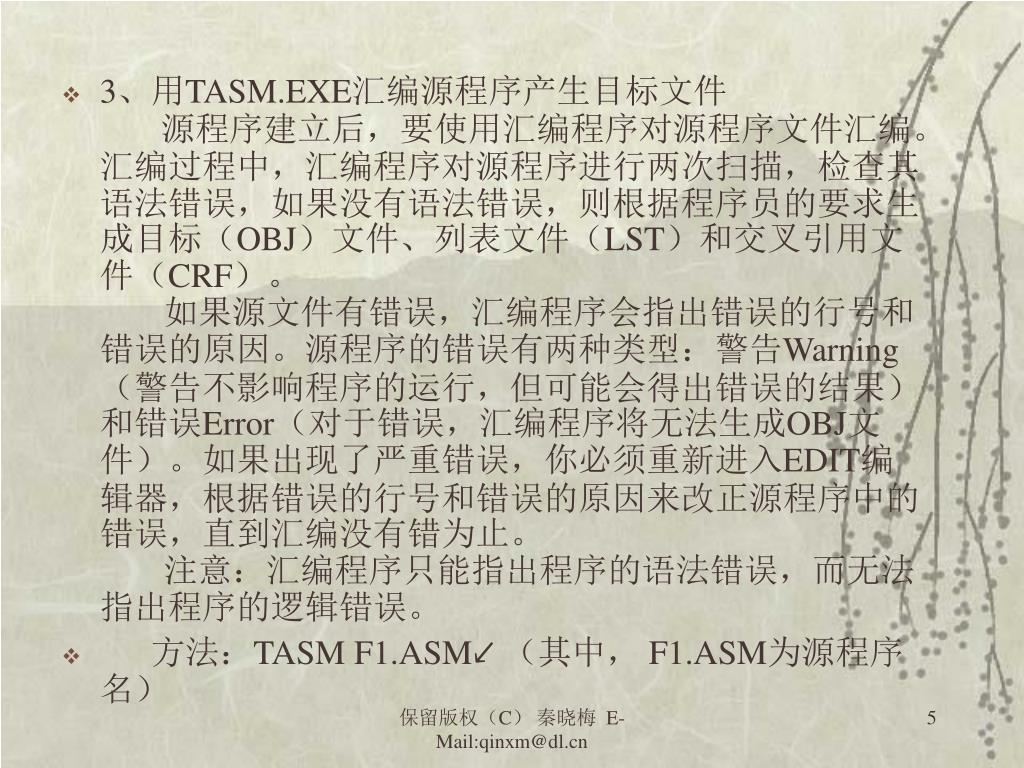 3、用TASM.EXE汇编源程序产生目标文件
源程序建立后，要使用汇编程序对源程序文件汇编。
汇编过程中，汇编程序对源程序进行两次扫描，检查其
语法错误，如果没有语法错误，则根据程序员的要求生
成目标（OBJ）文件、列表文件（LST）和交叉引用文
件（CRF）。
如果源文件有错误，汇编程序会指出错误的行号和
错误的原因。源程序的错误有两种类型：警告Warning
（警告不影响程序的运行，但可能会得出错误的结果）
和错误Error（对于错误，汇编程序将无法生成OBJ文
件）。如果出现了严重错误，你必须重新进入EDIT编
辑器，根据错误的行号和错误的原因来改正源程序中的
错误，直到汇编没有错为止。
注意：汇编程序只能指出程序的语法错误，而无法
指出程序的逻辑错误。
方法：TASM F1.ASM↙ （其中， F1.ASM为源程序
名）
保留版权（C） 秦晓梅 E-
Mail:qinxm@dl.cn
5